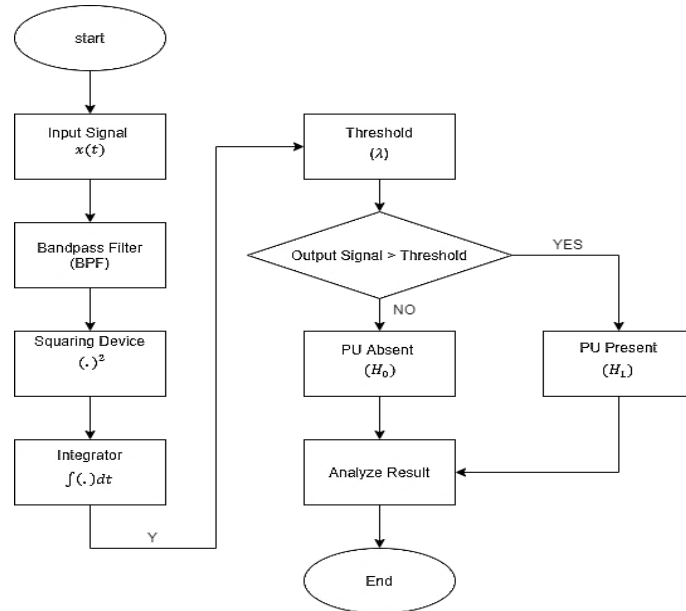 start
Input Signal
x(t)
Bandpass Filter
(BPF)
Squaring Device
(.)²
Integrator
∫(.)dt
Y
Threshold
(λ)
Output Signal > Threshold
YES
NO
PU Absent
(H₀)
PU Present
(H₁)
Analyze Result
End